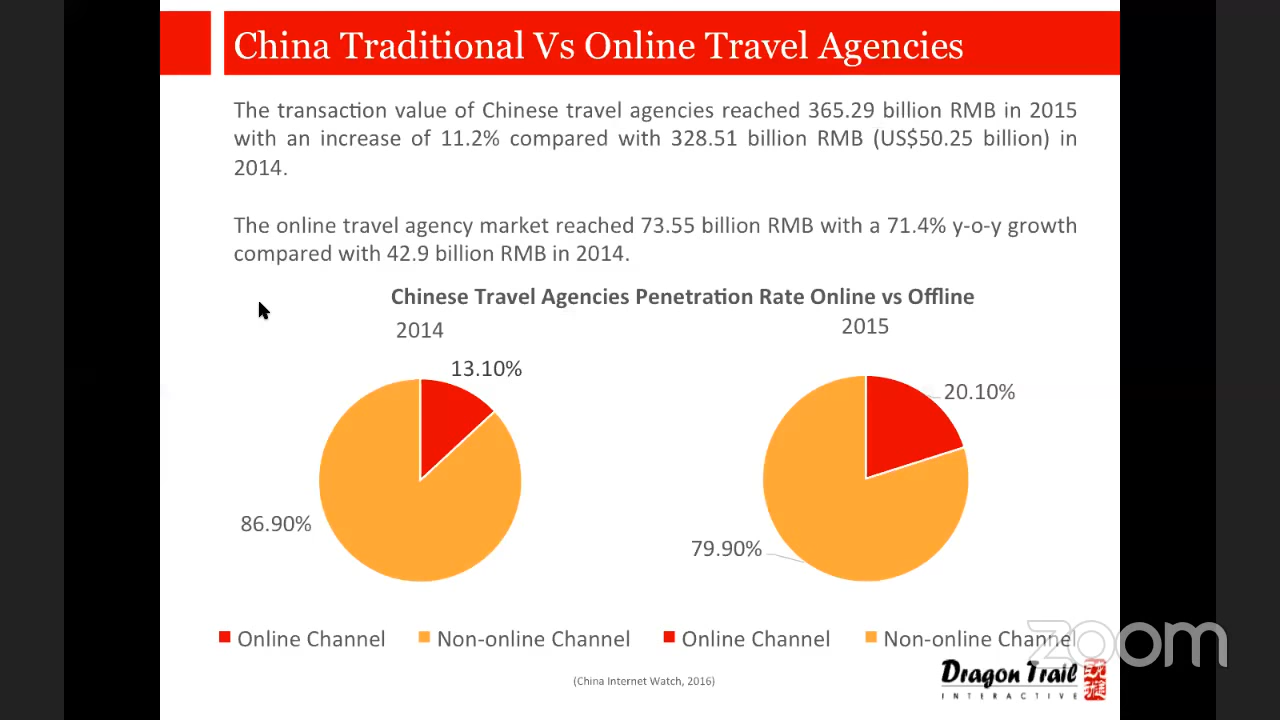 China Traditional Vs Online Travel Agencies
The transaction value of Chinese travel agencies reached 365.29 billion RMB in 2015
with an increase of 11.2% compared with 328.51 billion RMB (US$50.25 billion) in
2014.
The online travel agency market reached 73.55 billion RMB with a 71.4% y-o-y growth
compared with 42.9 billion RMB in 2014.
Chinese Travel Agencies Penetration Rate Online vs Offline
2014
2015
13.10%
20.10%
86.90%
79.90%
Online Channel
Non-online Channel
Online Channel
Non-online Channel
zoom
Dragon Trail
INTERACTIVE
(China Internet Watch, 2016)